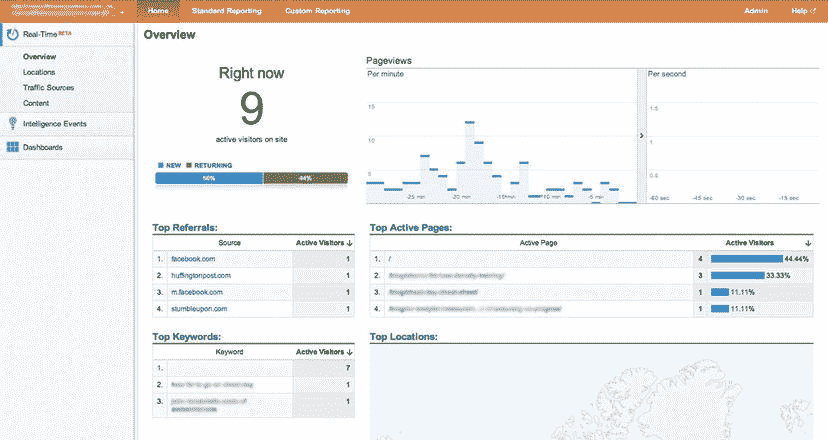 Home Standard Reporting Custom Reporting Admin Help
Real-Time BETA
Overview
Locations
Traffic Sources
Content
Intelligence Events
Dashboards
Overview
Right now
9
active visitors on site
NEW RETURNING
56% 44%
Pageviews
Per minute
15
10
5
-25 min -20 min -15 min -10 min -5 min
Per second
1.5
1
0.5
-60 sec -45 sec -30 sec -15 sec
Top Referrals:
Source Active Visitors
1. facebook.com 1
2. huffingtonpost.com 1
3. m.facebook.com 1
4. stumbleupon.com 1
Top Active Pages:
Active Page Active Visitors
1. / 4 44.44%
2. 3 33.33%
3. 1 11.11%
4. 1 11.11%
Top Keywords:
Keyword Active Visitors
1. 7
2. 1
3. 1
Top Locations: